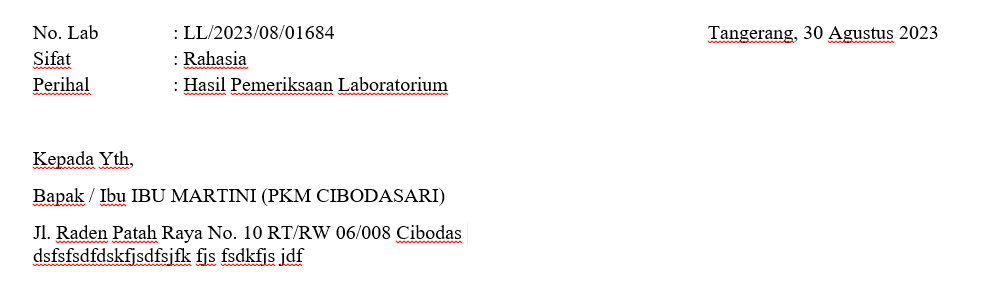 No. Lab : LL/2023/08/01684 Tangerang, 30 Agustus 2023
Sifat : Rahasia
Perihal : Hasil Pemeriksaan Laboratorium
Kepada Yth,
Bapak / Ibu IBU MARTINI (PKM CIBODASARI)
Jl. Raden Patah Raya No. 10 RT/RW 06/008 Cibodas
dsfsfsdfdskfjsdfsjfk fjs fsdkfjs jdf